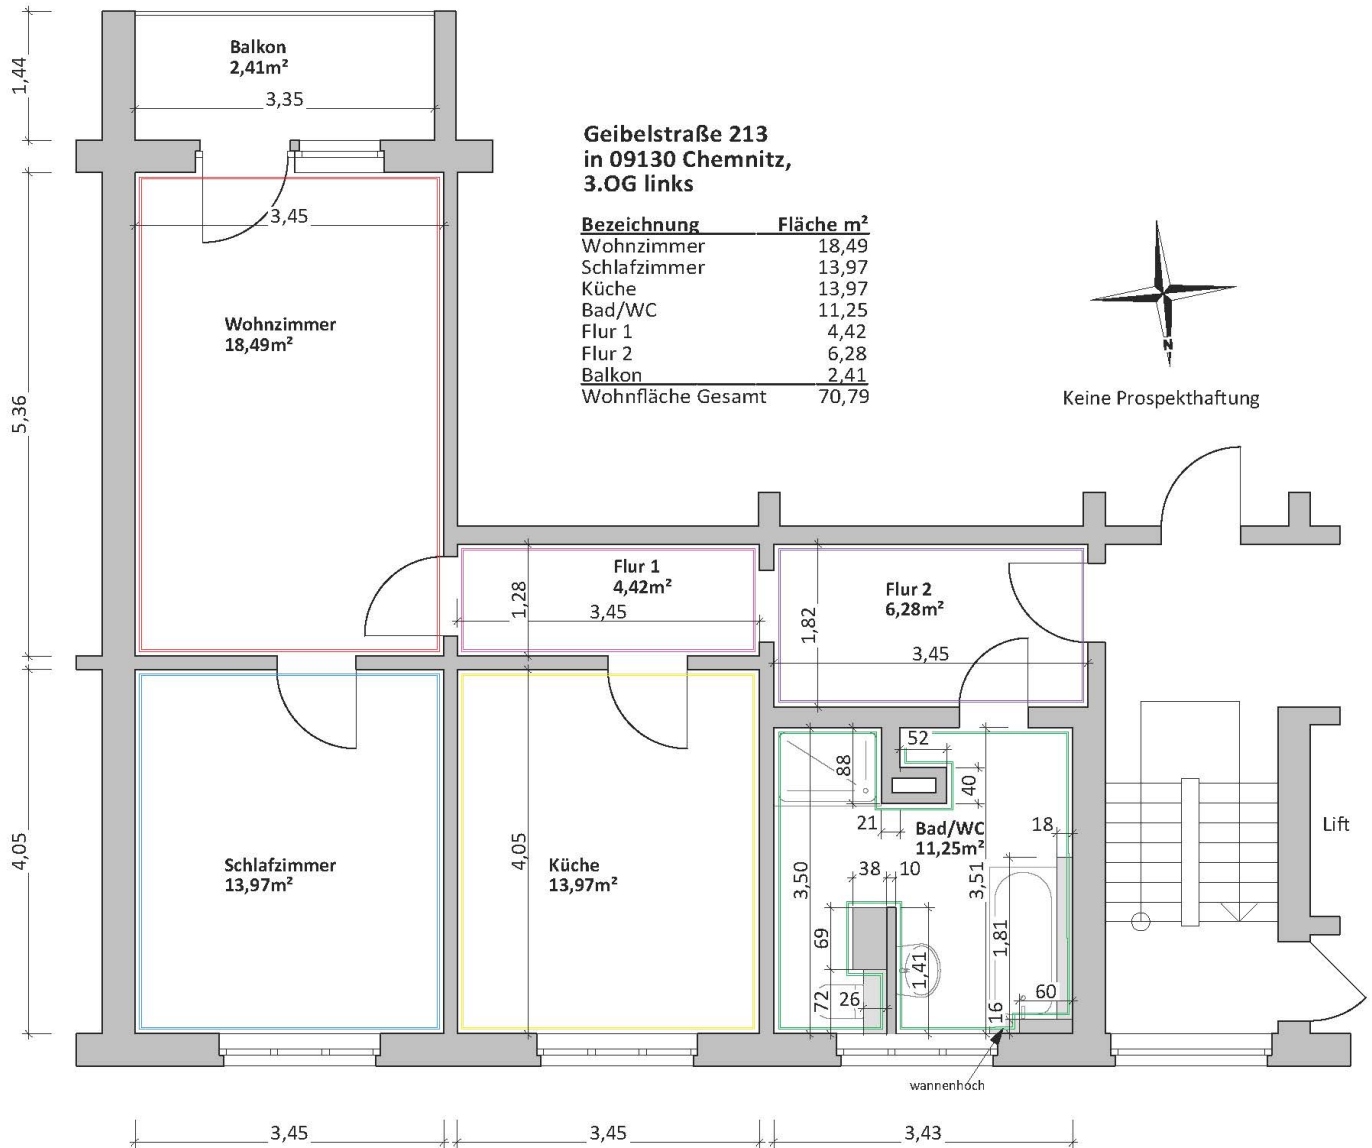 Balkon
2,41m²
3,35
1,44
Geibelstraße 213
in 09130 Chemnitz,
3.OG links
Bezeichnung Fläche m²
Wohnzimmer 18,49
Schlafzimmer 13,97
Küche 13,97
Bad/WC 11,25
Flur 1 4,42
Flur 2 6,28
Balkon 2,41
Wohnfläche Gesamt 70,79
N
Keine Prospekthaftung
3,45
Wohnzimmer
18,49m²
5,36
Flur 1
4,42m²
1,28
3,45
Flur 2
6,28m²
1,82
3,45
52
88
40
21
Bad/WC
11,25m²
18
Lift
4,05
Schlafzimmer
13,97m²
4,05
Küche
13,97m²
3,50
38
10
3,51
69
1,41
1,81
72
26
16
60
wannenhoch
3,45
3,45
3,43